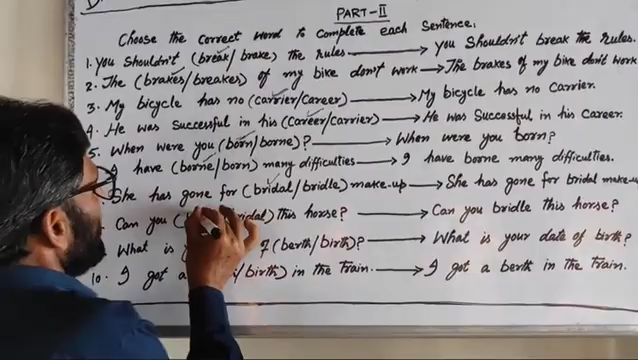 PART-II
Choose the correct word to complete each sentence.
1. You shouldn't (break/brake) the rules → You shouldn't break the rules.
2. The (brakes/breakes) of my bike don't work → The brakes of my bike don't work
3. My bicycle has no (carrier/career) → My bicycle has no carrier.
4. He was successful in his (career/carrier) → He was successful in his career.
5. When were you (born/borne)? → When were you born?
I have (borne/born) many difficulties → I have borne many difficulties.
She has gone for (bridal/bridle) make-up → She has gone for bridal make-up
Can you ( bridal) this horse? → Can you bridle this horse?
What is (berth/birth)? → What is your date of birth?
10. I got a /birth) in the train. → I got a berth in the train.